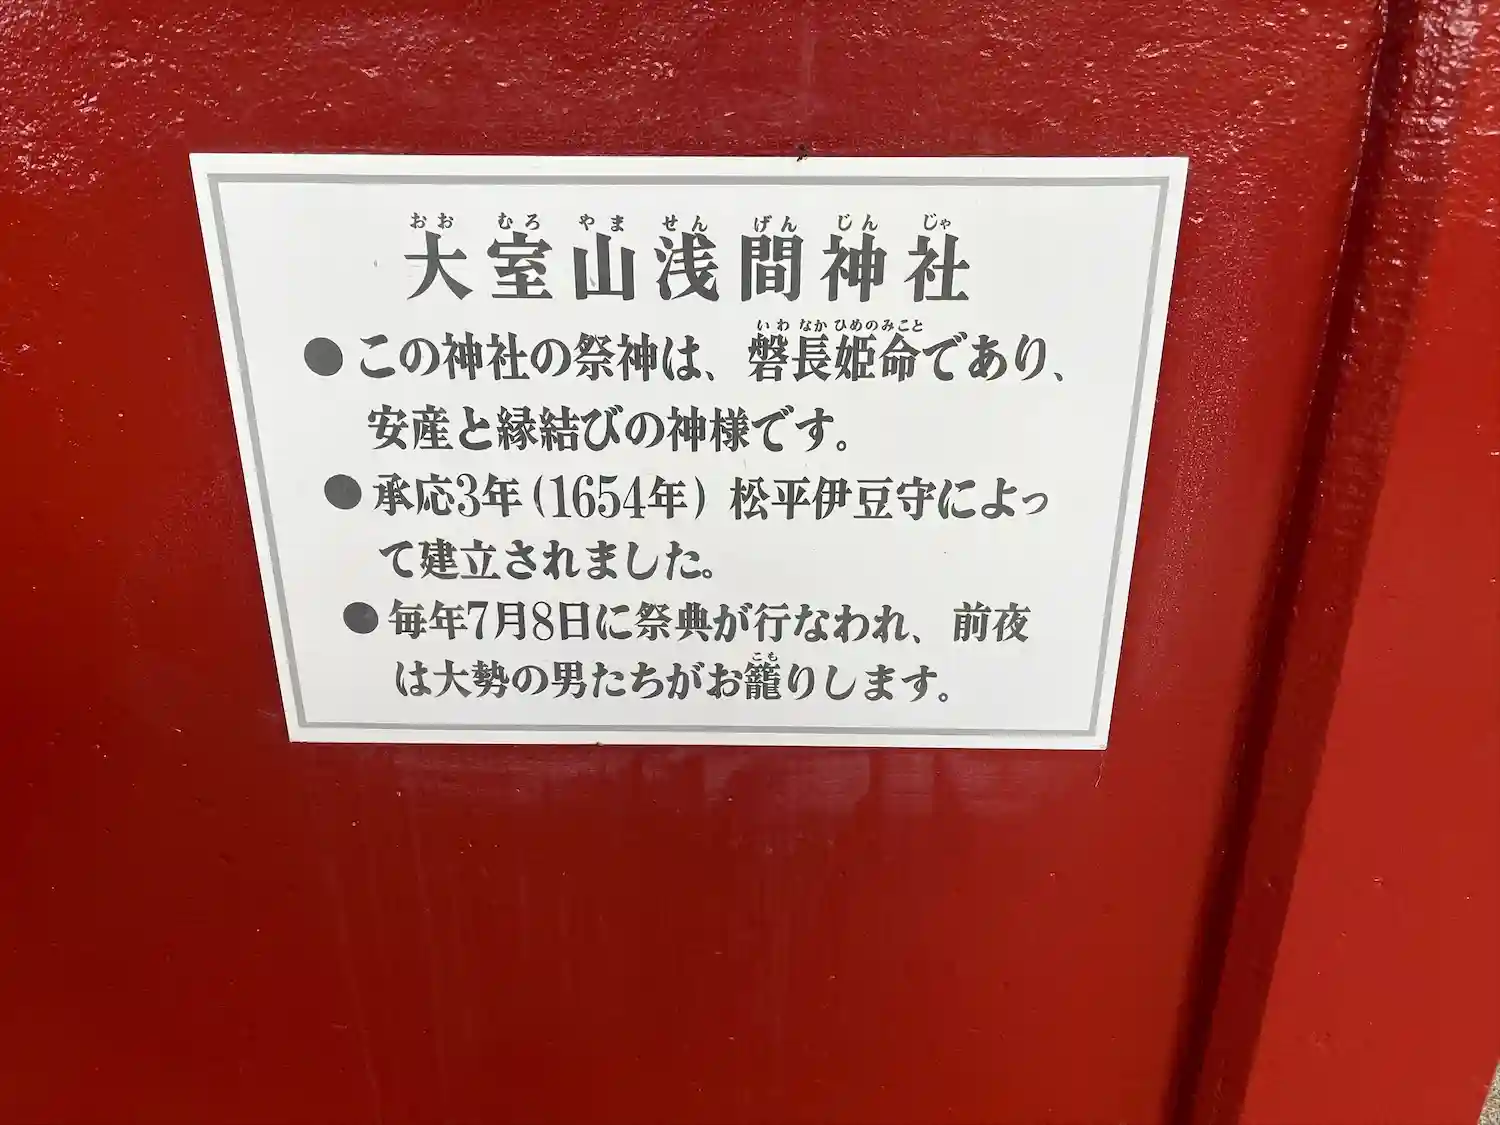 おお むろ やま せん げん じん じゃ
大室山浅間神社
いわ なか ひめのみこと
●この神社の祭神は、磐長姫命であり、
安産と縁結びの神様です。
●承応3年(1654年) 松平伊豆守によっ
て建立されました。
●毎年7月8日に祭典が行なわれ、前夜
こも
は大勢の男たちがお籠りします。